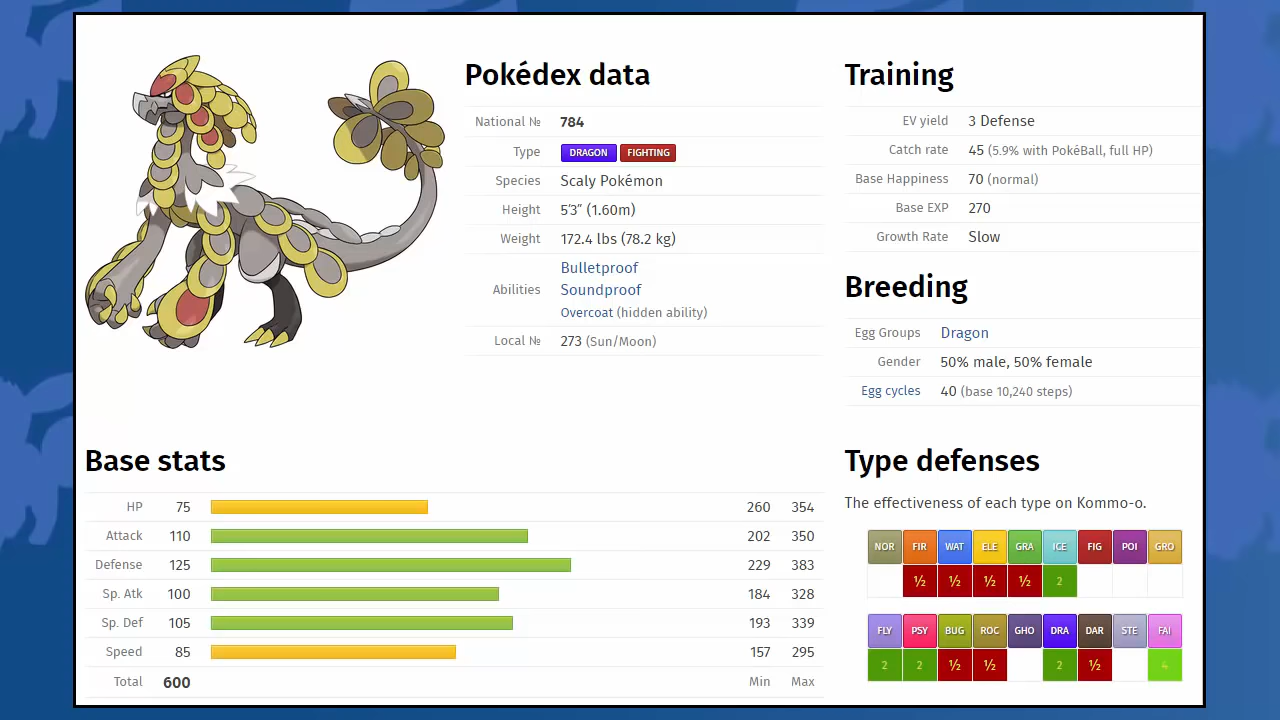 Pokédex data
National № 784
Type DRAGON FIGHTING
Species Scaly Pokémon
Height 5′3″ (1.60m)
Weight 172.4 lbs (78.2 kg)
Abilities Bulletproof
Soundproof
Overcoat (hidden ability)
Local № 273 (Sun/Moon)
Training
EV yield 3 Defense
Catch rate 45 (5.9% with PokéBall, full HP)
Base Happiness 70 (normal)
Base EXP 270
Growth Rate Slow
Breeding
Egg Groups Dragon
Gender 50% male, 50% female
Egg cycles 40 (base 10,240 steps)
Base stats
HP 75 260 354
Attack 110 202 350
Defense 125 229 383
Sp. Atk 100 184 328
Sp. Def 105 193 339
Speed 85 157 295
Total 600 Min Max
Type defenses
The effectiveness of each type on Kommo-o.
NOR FIR WAT ELE GRA ICE FIG POI GRO
½ ½ ½ ½ 2
FLY PSY BUG ROC GHO DRA DAR STE FAI
2 2 ½ ½ 2 ½ 4